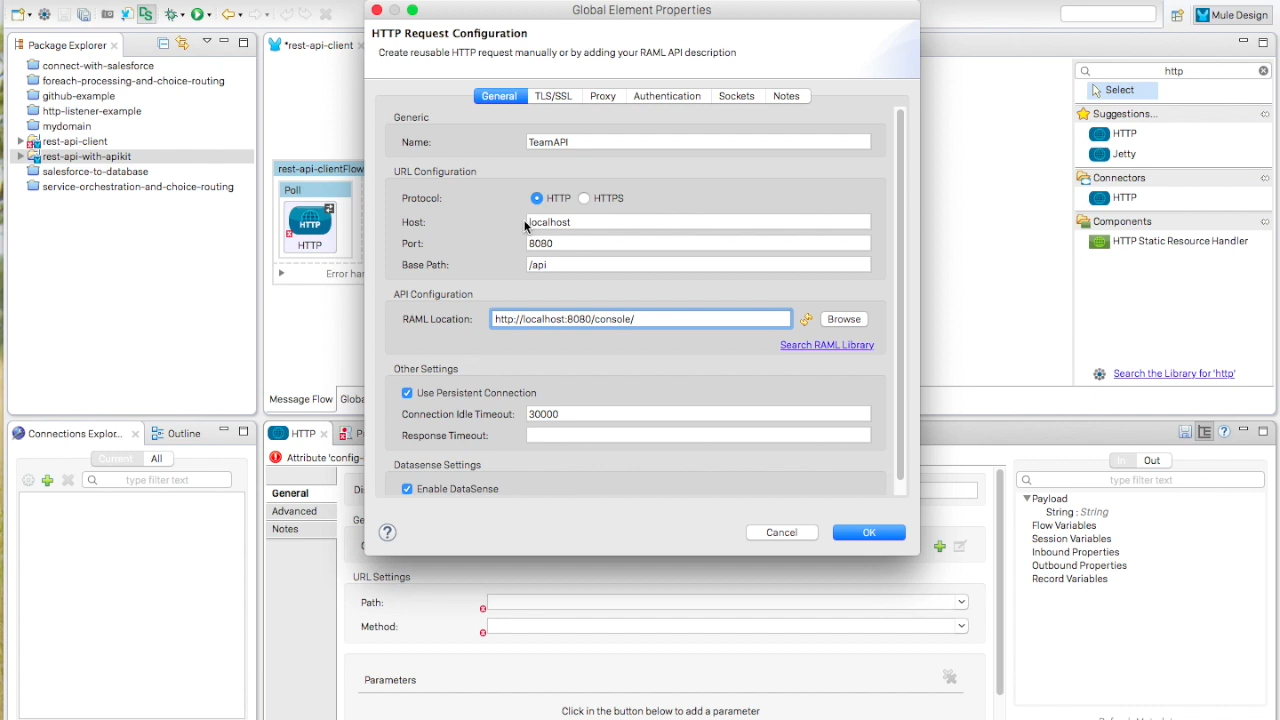 Global Element Properties
HTTP Request Configuration
Create reusable HTTP request manually or by adding your RAML API description
General
TLS/SSL
Proxy
Authentication
Sockets
Notes
Generic
Name: TeamAPI
URL Configuration
Protocol: HTTP HTTPS
Host: localhost
Port: 8080
Base Path: /api
API Configuration
RAML Location: http://localhost:8080/console/
Browse
Search RAML Library
Other Settings
Use Persistent Connection
Connection Idle Timeout: 30000
Response Timeout:
Datasense Settings
Enable DataSense
Cancel
OK
Mule Design
Package Explorer
connect-with-salesforce
foreach-processing-and-choice-routing
github-example
http-listener-example
mydomain
rest-api-client
rest-api-with-apikit
salesforce-to-database
service-orchestration-and-choice-routing
*rest-api-client
rest-api-clientFlow
Poll
HTTP
HTTP
Error har
Message Flow
Globa
http
Select
Suggestions...
HTTP
Jetty
Connectors
HTTP
Components
HTTP Static Resource Handler
Search the Library for 'http'
Connections Explor...
Outline
Current
All
type filter text
HTTP
Attribute 'config-
General
Advanced
Notes
URL Settings
Path:
Method:
Parameters
Click in the button below to add a parameter
In
Out
type filter text
Payload
String : String
Flow Variables
Session Variables
Inbound Properties
Outbound Properties
Record Variables